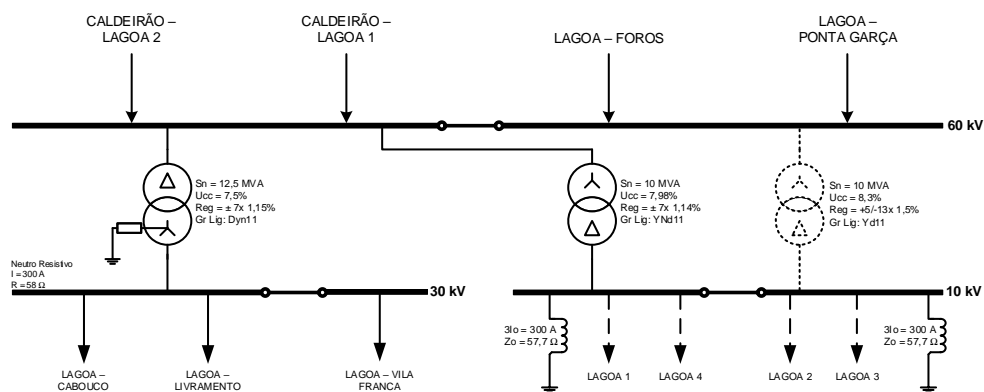 CALDEIRÃO –
LAGOA 2
CALDEIRÃO –
LAGOA 1
LAGOA – FOROS
LAGOA –
PONTA GARÇA
60 kV
Sn = 12,5 MVA
Ucc = 7,5%
Reg = ± 7x 1,15%
Gr Lig: Dyn11
Sn = 10 MVA
Ucc = 7,98%
Reg = ± 7x 1,14%
Gr Lig: YNd11
Sn = 10 MVA
Ucc = 8,3%
Reg = +5/-13x 1,5%
Gr Lig: Yd11
Neutro Resistivo
I = 300 A
R = 58 Ω
30 kV
10 kV
3Io = 300 A
Zo = 57,7 Ω
3Io = 300 A
Zo = 57,7 Ω
LAGOA –
CABOUCO
LAGOA –
LIVRAMENTO
LAGOA – VILA
FRANCA
LAGOA 1
LAGOA 4
LAGOA 2
LAGOA 3